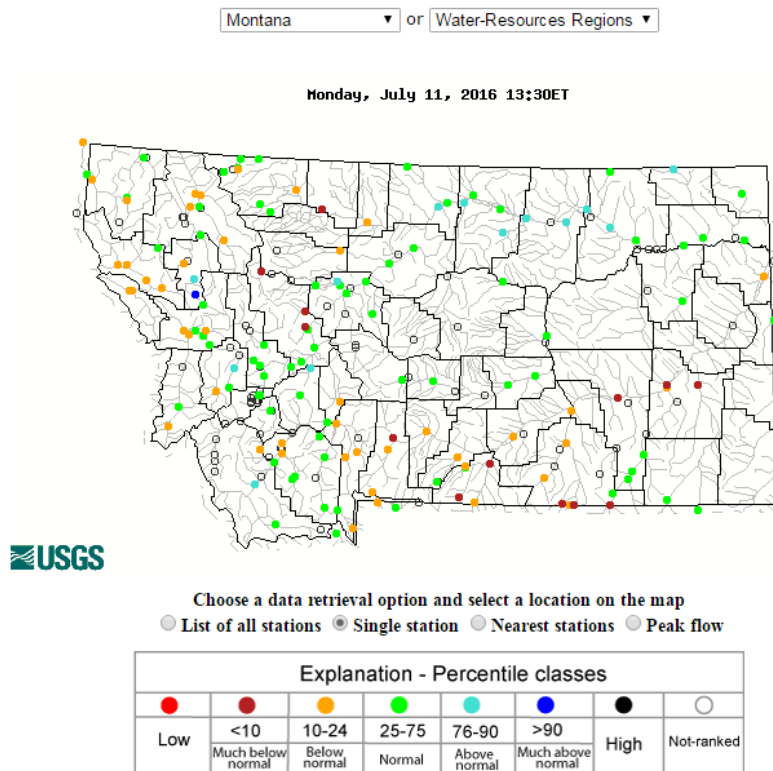 Montana or Water-Resources Regions
Monday, July 11, 2016 13:30ET
USGS
Choose a data retrieval option and select a location on the map
List of all stations Single station Nearest stations Peak flow
Explanation - Percentile classes
Low <10 10-24 25-75 76-90 >90 High Not-ranked
Much below normal Below normal Normal Above normal Much above normal